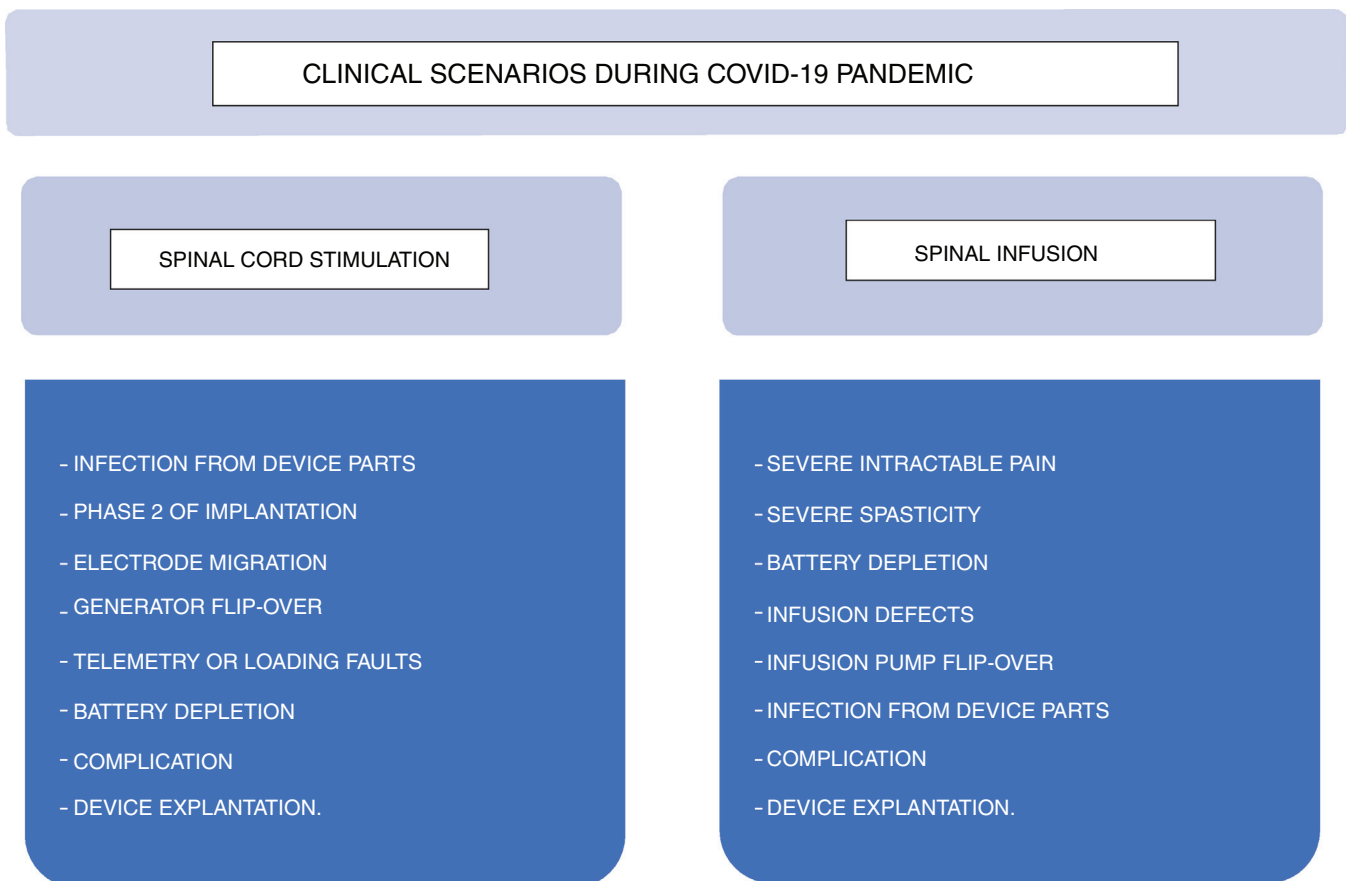 CLINICAL SCENARIOS DURING COVID-19 PANDEMIC
SPINAL CORD STIMULATION
- INFECTION FROM DEVICE PARTS
- PHASE 2 OF IMPLANTATION
- ELECTRODE MIGRATION
- GENERATOR FLIP-OVER
- TELEMETRY OR LOADING FAULTS
- BATTERY DEPLETION
- COMPLICATION
- DEVICE EXPLANTATION.
SPINAL INFUSION
- SEVERE INTRACTABLE PAIN
- SEVERE SPASTICITY
- BATTERY DEPLETION
- INFUSION DEFECTS
- INFUSION PUMP FLIP-OVER
- INFECTION FROM DEVICE PARTS
- COMPLICATION
- DEVICE EXPLANTATION.